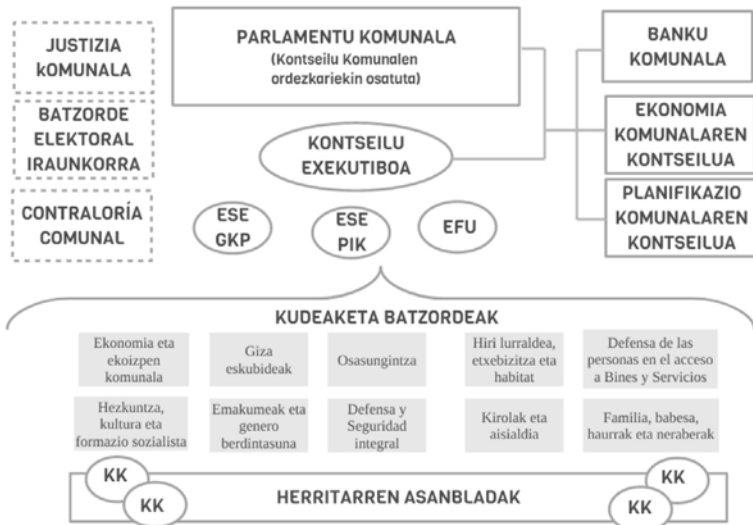 JUSTIZIA
kOMUNALA
BATZORDE
ELEKTORAL
IRAUNKORRA
CONTRALORÍA
COMUNAL
PARLAMENTU KOMUNALA
(Kontseilu Komunalen
ordezkariekin osatuta)
KONTSEILU
EXEKUTIBOA
ESE
GKP
ESE
PIK
EFU
BANKU
KOMUNALA
EKONOMIA
KOMUNALAREN
KONTSEILUA
PLANIFIKAZIO
KOMUNALAREN
KONTSEILUA
KUDEAKETA BATZORDEAK
Ekonomia eta
ekoizpen
komunala
Giza
eskubideak
Osasungintza
Hiri lurraldea,
etxebizitza eta
habitat
Defensa de las
personas en el acceso
a Bines y Servicios
Hezkuntza,
kultura eta
formazio sozialista
Emakumeak eta
genero
berdintasuna
Defensa y
Seguridad
integral
Kirolak eta
aisialdia
Familia, babesa,
haurrak eta neraberak
KK
KK
HERRITARREN ASANBLADAK
KK
KK